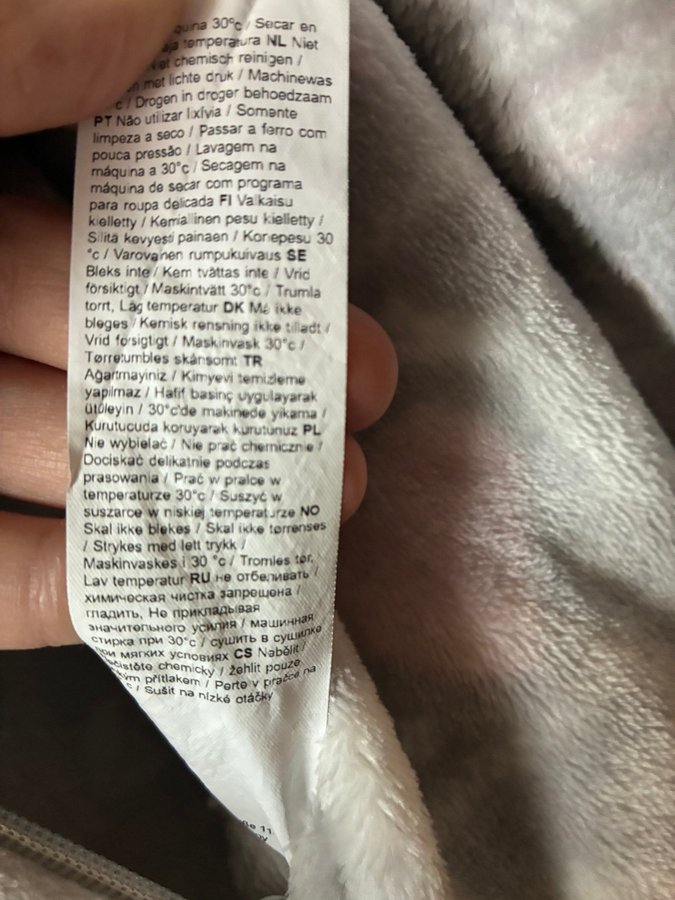 quina 30°c / Secar en
ja temperatura NL Niet
Niet chemisch reinigen /
met lichte druk / Machinewas
°c / Drogen in droger behoedzaam
PT Não utilizar lixívia / Somente
limpeza a seco / Passar a ferro com
pouca pressão / Lavagem na
máquina a 30°c / Secagem na
máquina de secar com programa
para roupa delicada FI Valkaisu
kielletty / Kemiallinen pesu kielletty /
Silitä kevyesti painaen / Konepesu 30
°c / Varovainen rumpukuivaus SE
Bleks inte / Kem tvättas inte / Vrid
försiktigt / Maskintvätt 30°c / Trumla
torrt, Låg temperatur DK Må ikke
bleges / Kemisk rensning ikke tilladt /
Vrid forsigtigt / Maskinvask 30°c /
Tørretumbles skånsomt TR
Ağartmayiniz / Kimyevi temizleme
yapilmaz / Hafif basinç uygulayarak
ütüleyin / 30°c'de makinede yikama /
Kurutucuda koruyarak kurutunuz PL
Nie wybielać / Nie prać chemicznie /
Dociskać delikatnie podczas
prasowania / Prać w pralce w
temperaturze 30°c / Suszyć w
suszarce w niskiej temperaturze NO
Skal ikke blekes / Skal ikke tørrenses
/ Strykes med lett trykk /
Maskinvaskes i 30 °c / Tromles tør,
Lav temperatur RU не отбеливать /
химическая чистка запрещена /
гладить, Не прикладывая
значительного усилия / машинная
стирка при 30°c / сушить в сушилке
при мягких условиях CS Nebělit /
Nečistěte chemicky / žehlit pouze
kým přítlakem / Perte v pračce na
°c / Sušit na nízké otáčky
11